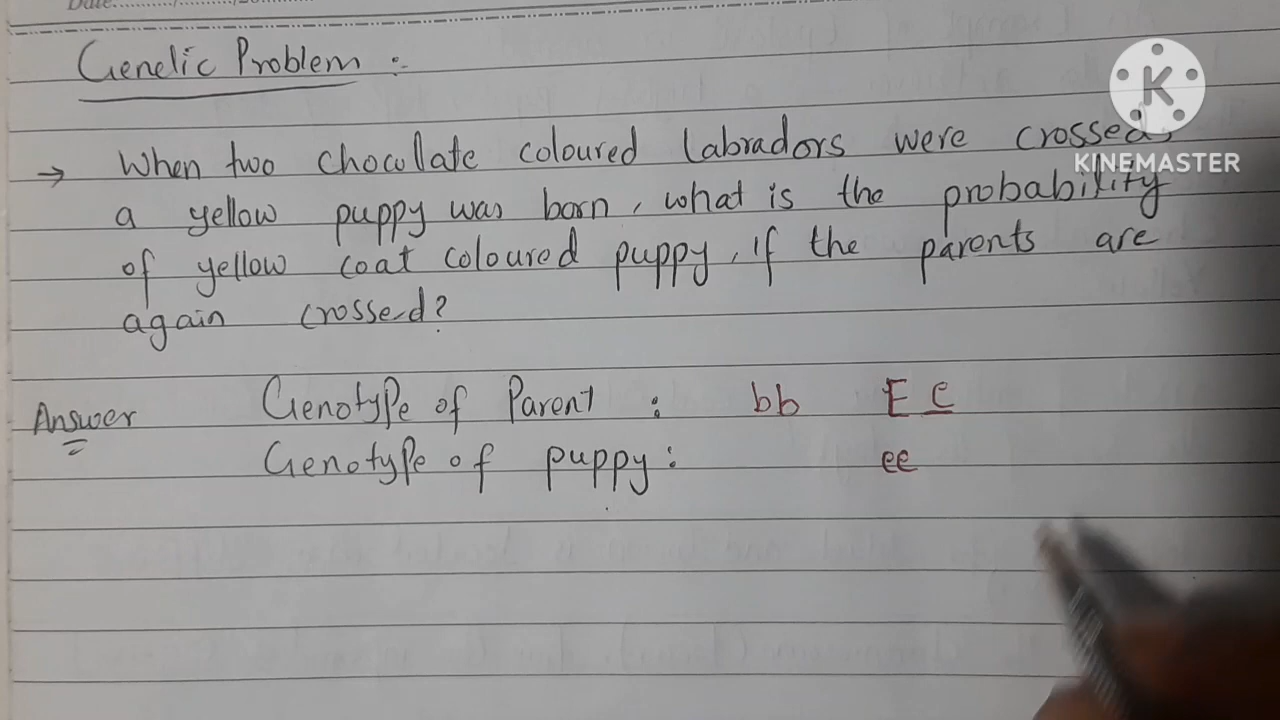 Date
Genetic Problem :-
K
→ When two chocolate coloured labradors were crossed,
KINEMASTER
a yellow puppy was born, what is the probability
of yellow coat coloured puppy, if the parents are
again crossed?
Answer Genotype of Parent : bb E e
Genotype of puppy: ee